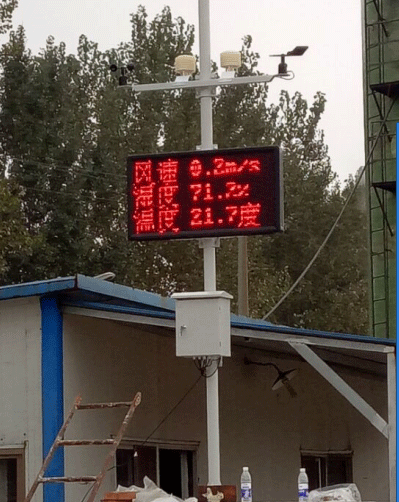 风速 0.2m/s
湿度 71.2%
温度 21.7度